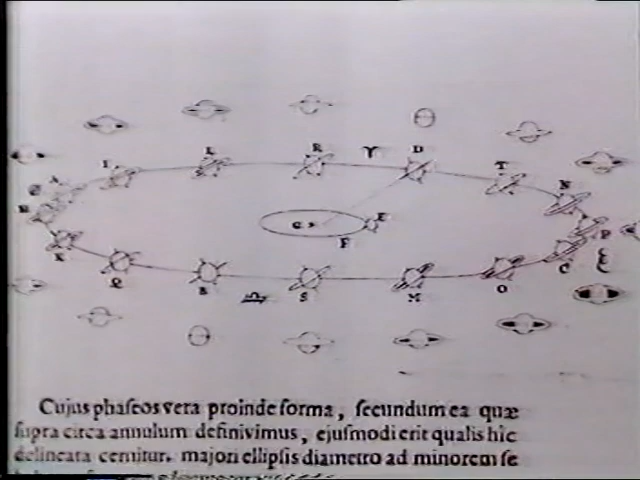 L R ♈ D
I T
A N
H E P
G F
K C
Q B ♎ S M O
Cujus phaseos vera proinde forma, secundum ea quæ
supra circa annulum definivimus, ejusmodi erit qualis hic
delineata cernitur. majori ellipsis diametro ad minorem se